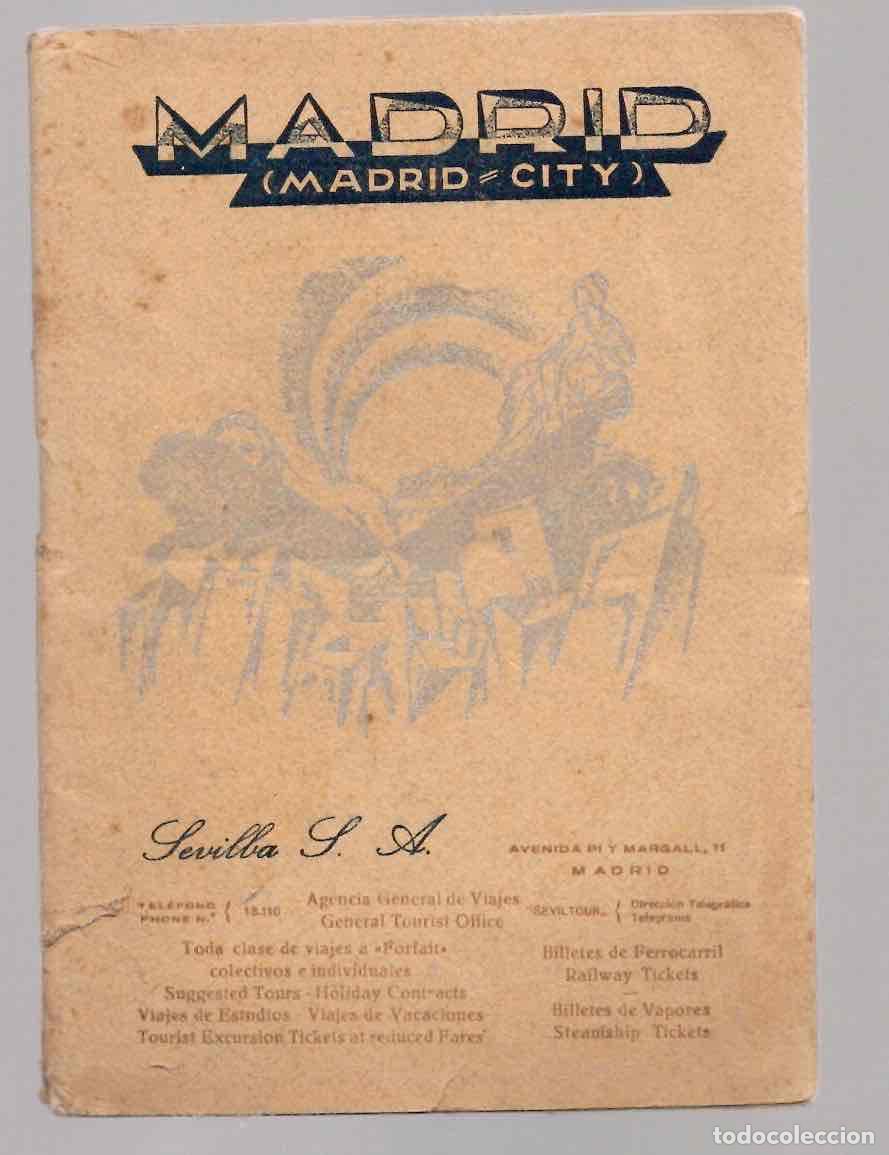 MADRID
(MADRID = CITY)
Sevilla S. A.
AVENIDA PI Y MARGALL, 11
MADRID
TELÉFONO
PHONE N.º
18.110
Agencia General de Viajes
General Tourist Office
"SEVILTOUR„
Dirección Telegráfica
Telegrams
Toda clase de viajes a «Forfait»
colectivos e individuales
Suggested Tours - Holiday Contracts
Viajes de Estudios - Viajes de Vacaciones
Tourist Excursion Tickets at reduced Fares
Billetes de Ferrocarril
Railway Tickets
Billetes de Vapores
Steamship Tickets
todocoleccion